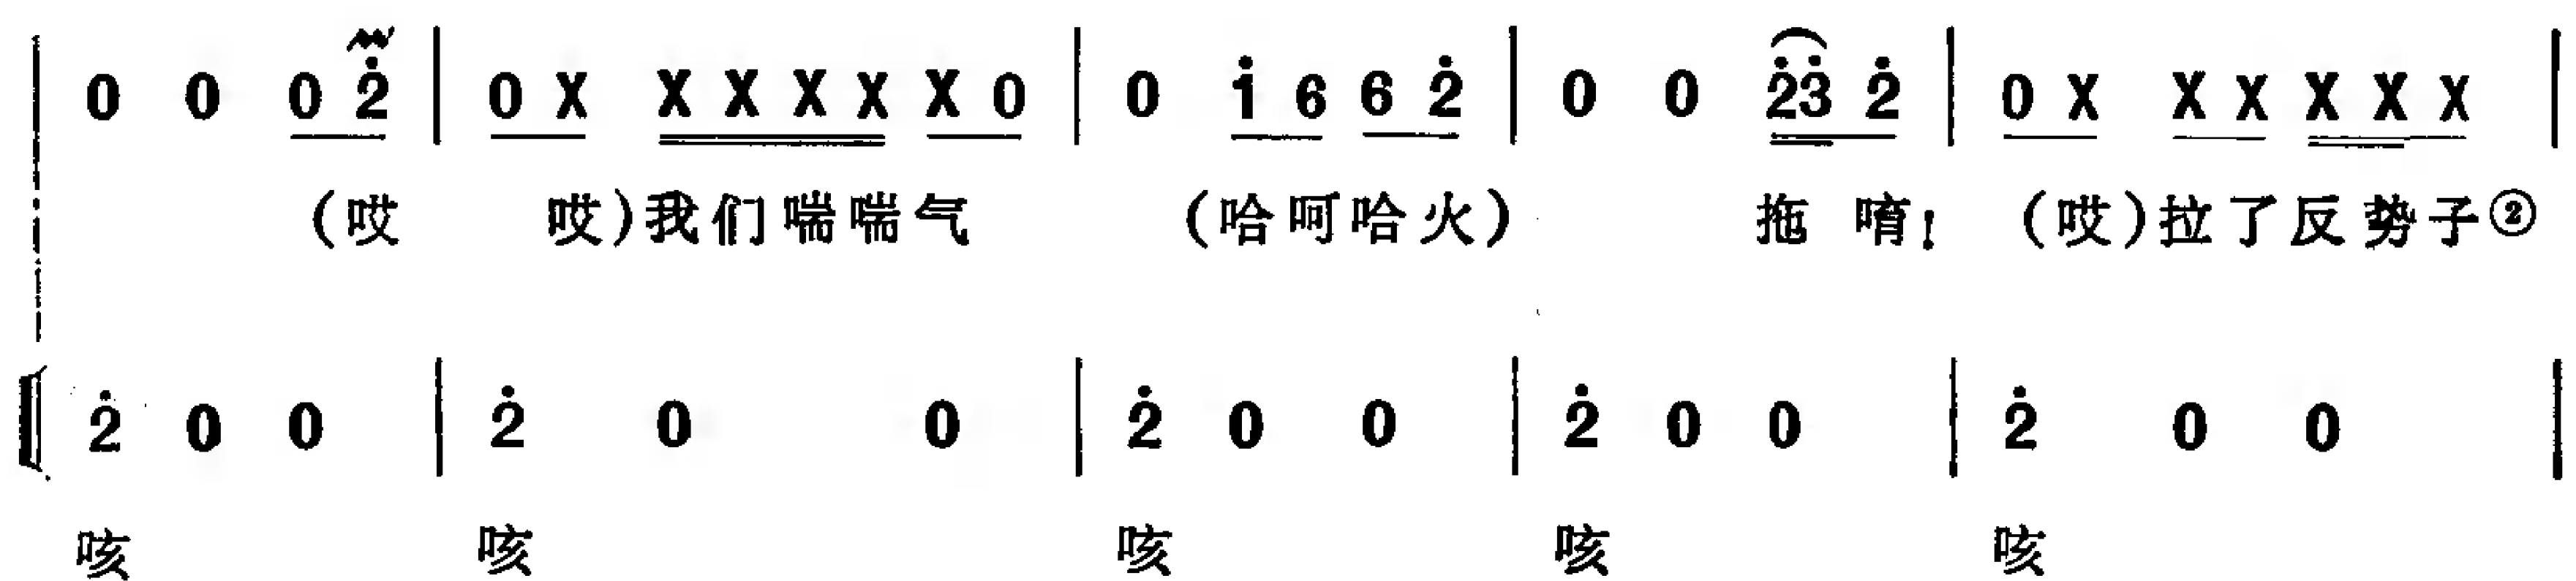 0 0 0 2̇ | 0 X X X X X X 0 | 0 1̇ 6 6 2̇ | 0 0 2̇3̇ 2̇ | 0 X X X X X X |
(哎 哎)我们喘喘气 (哈呵哈火) 拖唷! (哎)拉了反势子②
2̇ 0 0 | 2̇ 0 0 | 2̇ 0 0 | 2̇ 0 0 | 2̇ 0 0 |
咳 咳 咳 咳 咳